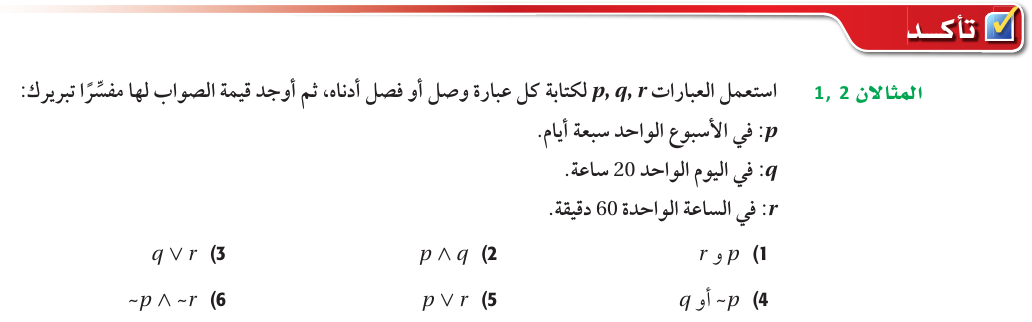 تأكــد
المثالان 2 ,1 استعمل العبارات p, q, r لكتابة كل عبارة وصل أو فصل أدناه، ثم أوجد قيمة الصواب لها مفسِّرًا تبريرك:
p: في الأسبوع الواحد سبعة أيام.
q: في اليوم الواحد 20 ساعة.
r: في الساعة الواحدة 60 دقيقة.
(1 p و r (2 p ∧ q (3 q ∨ r
(4 ~p أو q (5 p ∨ r (6 ~p ∧ ~r